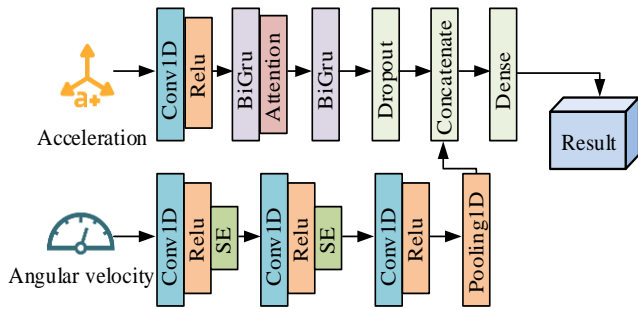 a+
Acceleration
Conv1D
Relu
BiGru
Attention
BiGru
Dropout
Concatenate
Dense
Result
Angular velocity
Conv1D
Relu
SE
Conv1D
Relu
SE
Conv1D
Relu
Pooling1D